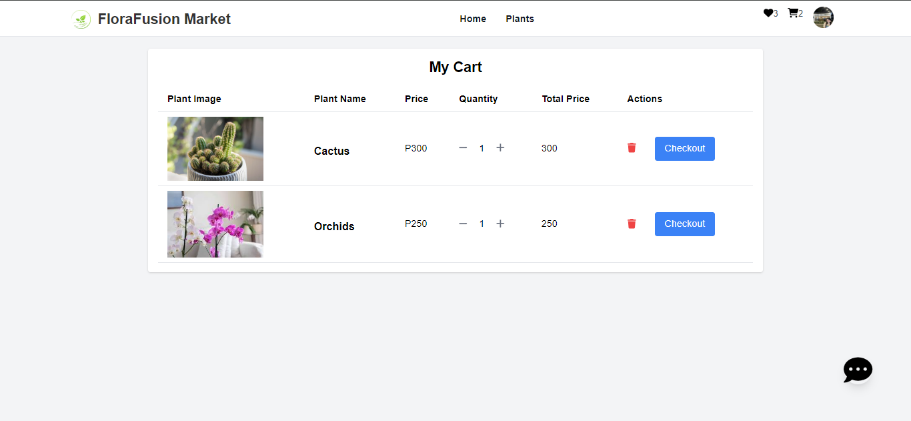 FloraFusion Market
Home
Plants
3
2
My Cart
Plant Image Plant Name Price Quantity Total Price Actions
Cactus P300 1 300 Checkout
Orchids P250 1 250 Checkout